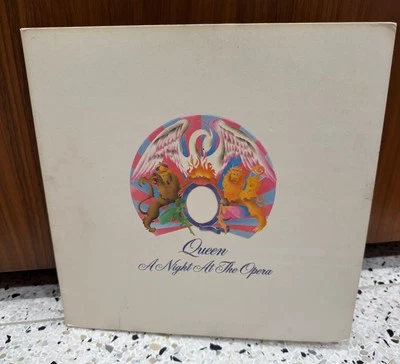 Queen
A Night At The Opera